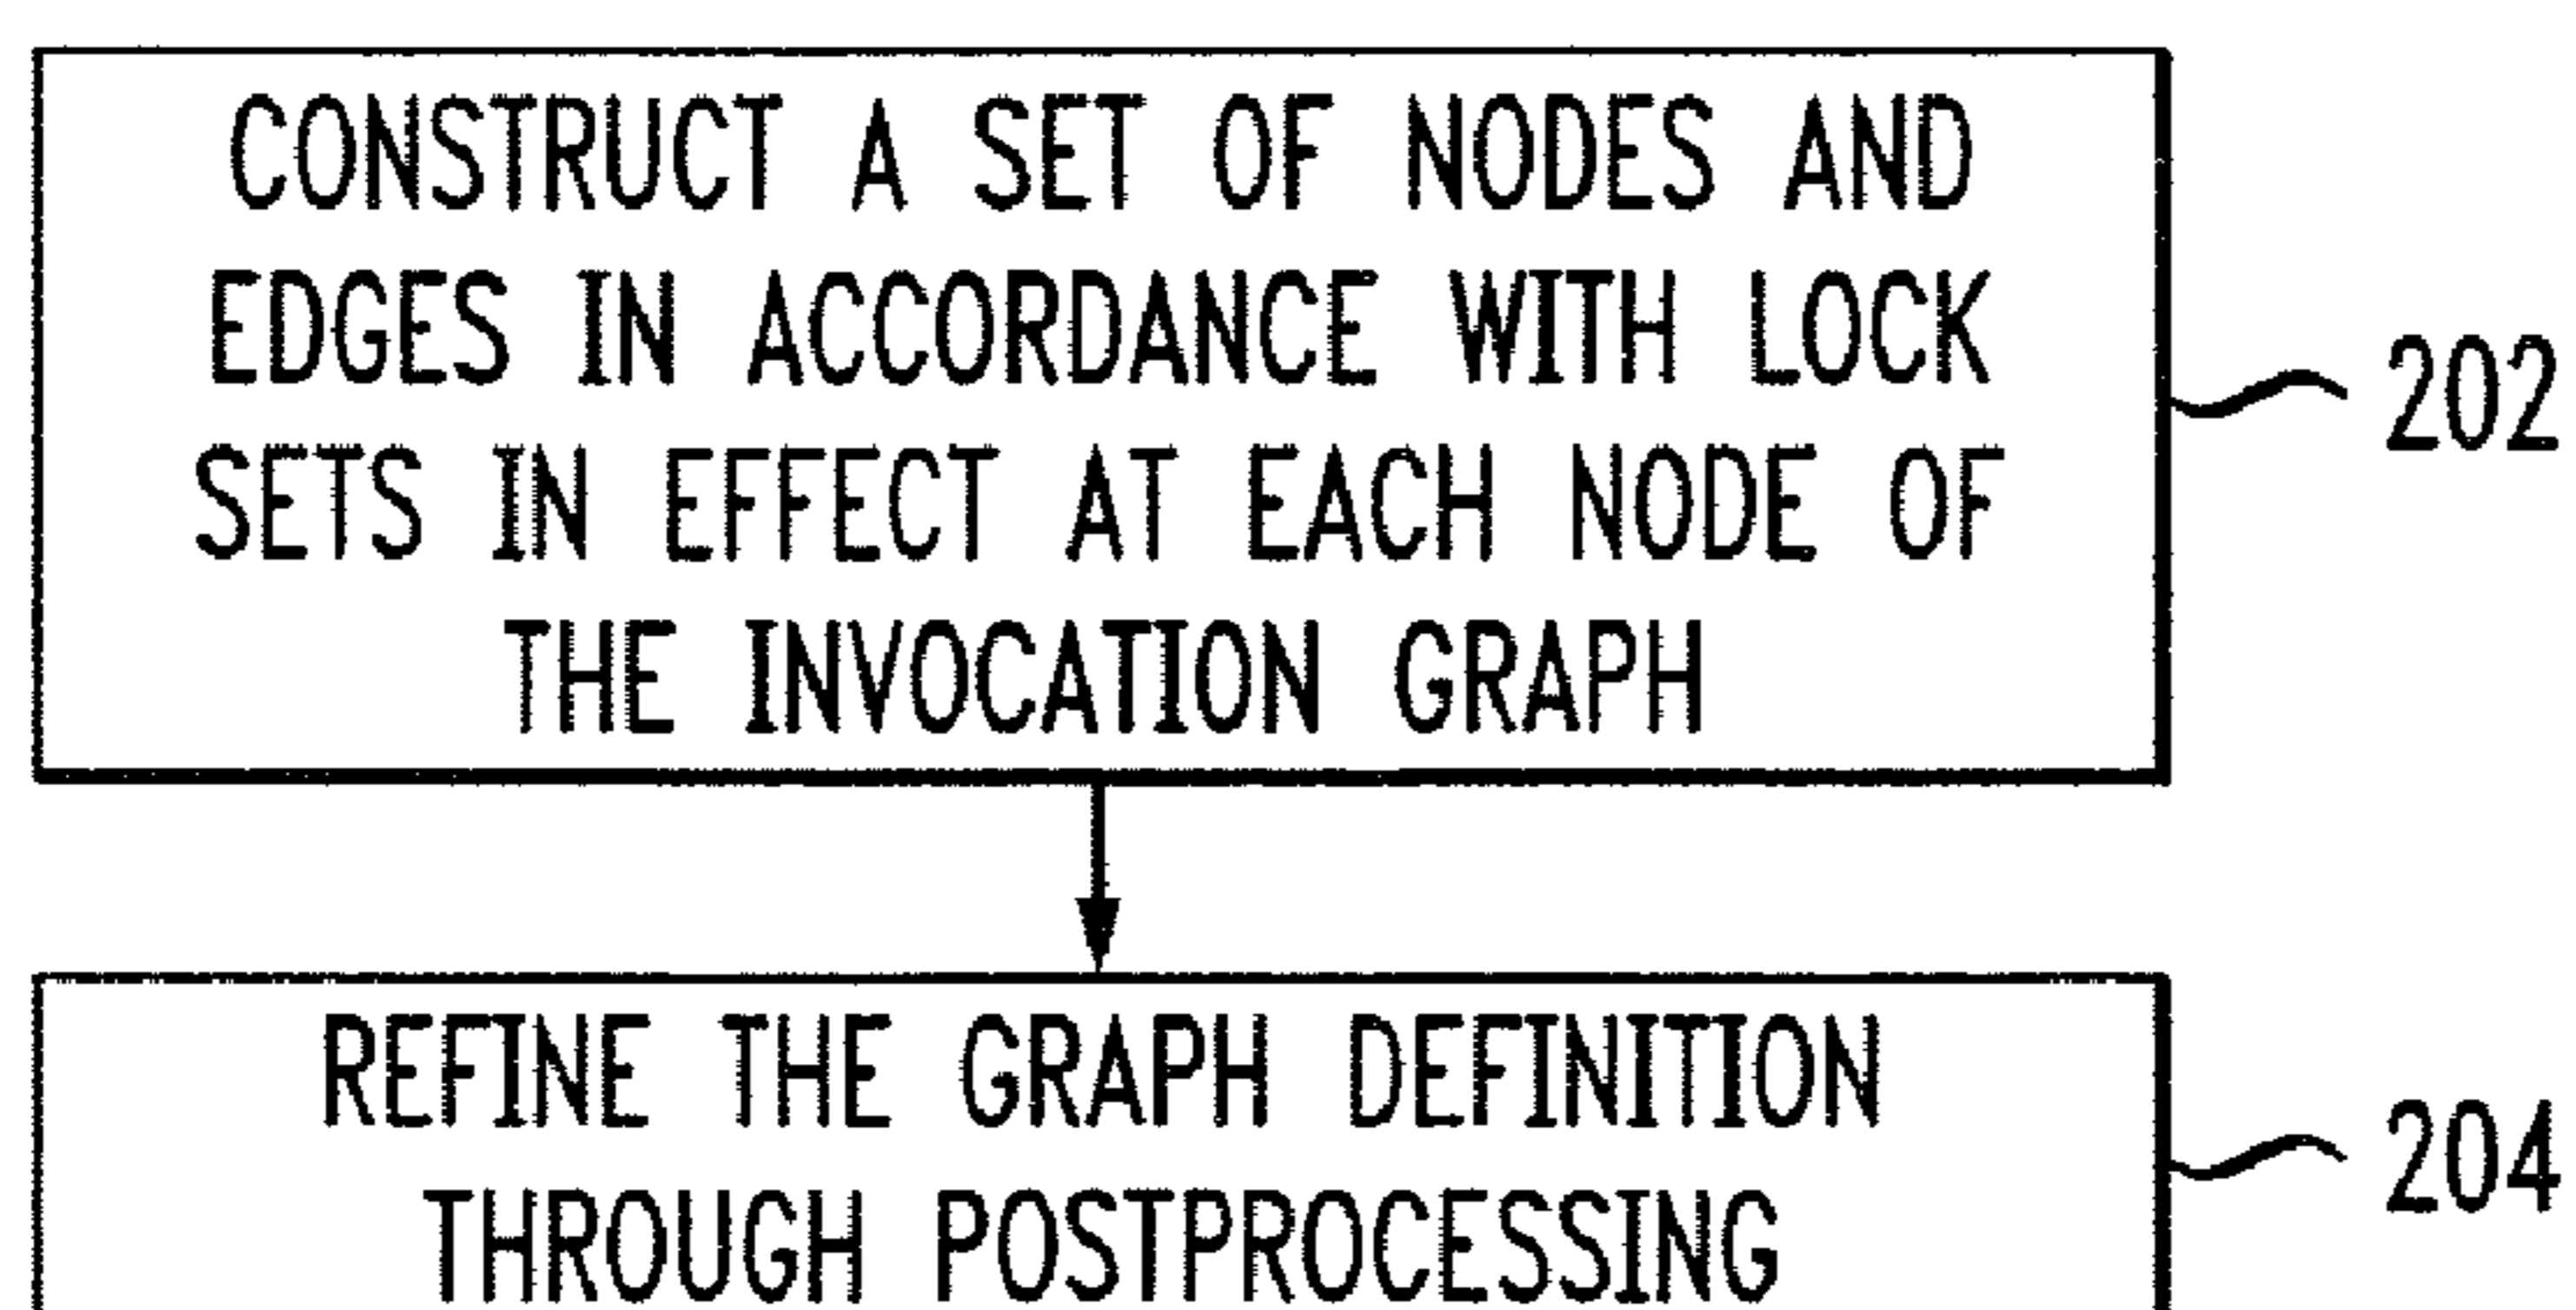 CONSTRUCT A SET OF NODES AND
EDGES IN ACCORDANCE WITH LOCK
SETS IN EFFECT AT EACH NODE OF
THE INVOCATION GRAPH
202
REFINE THE GRAPH DEFINITION
THROUGH POSTPROCESSING
204